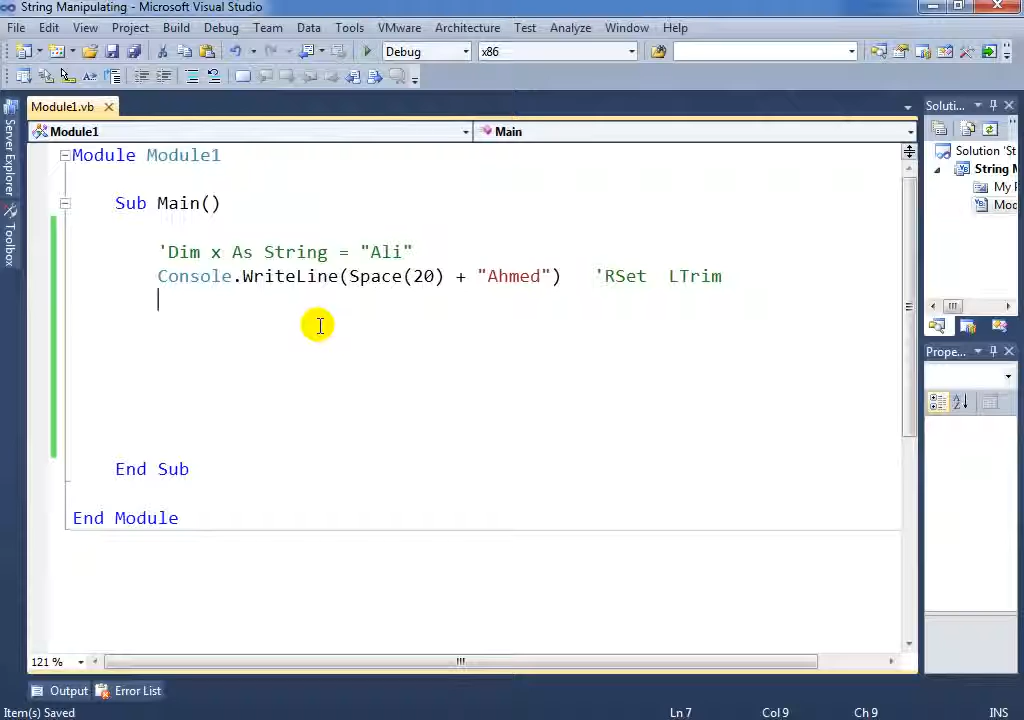 String Manipulating - Microsoft Visual Studio
File Edit View Project Build Debug Team Data Tools VMware Architecture Test Analyze Window Help
Debug x86
Module1.vb
Server Explorer
Toolbox
Module1 Main
Module Module1
Sub Main()
'Dim x As String = "Ali"
Console.WriteLine(Space(20) + "Ahmed") 'RSet LTrim
End Sub
End Module
121 %
Soluti...
Solution 'St
String M
My P
Moc
Prope...
Output Error List
Item(s) Saved Ln 7 Col 9 Ch 9 INS